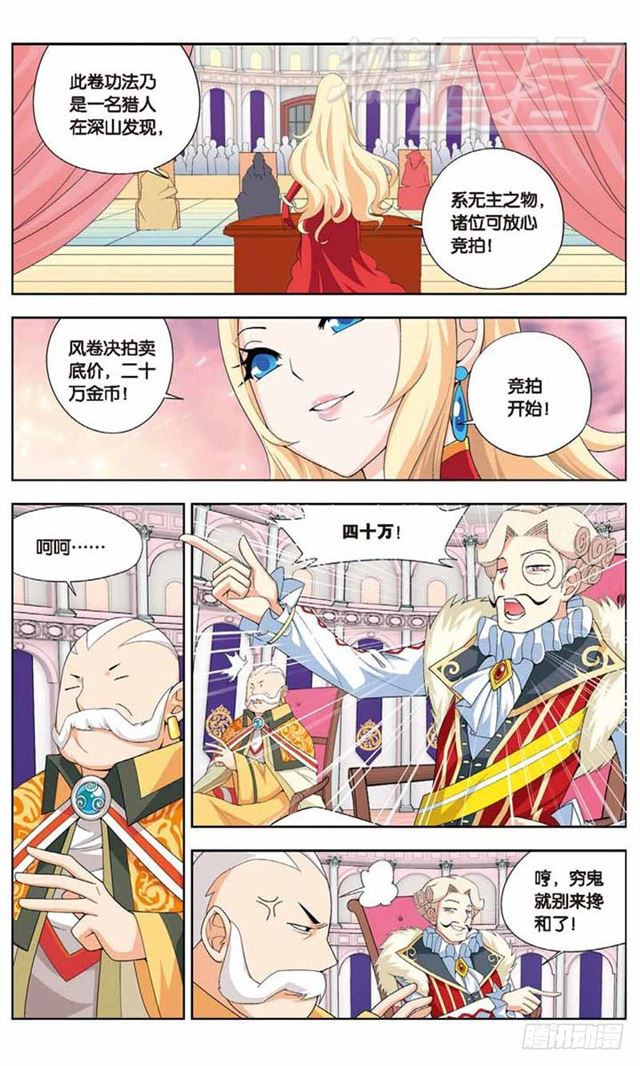 此卷功法乃
是一名猎人
在深山发现，
系无主之物，
诸位可放心
竞拍！
风卷决拍卖
底价，二十
万金币！
竞拍
开始！
呵呵……
四十万！
哼，穷鬼
就别来搀
和了！
腾讯动漫